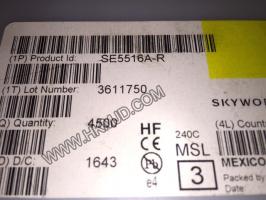 (1P) Product Id: SE5516A-R
(1T) Lot Number: 3611750
SKYWO
Q) Quantity: 4500
HF
240C
(4L) Count
CE
Pb
MSL
D) D/C: 1643
e4
3
MEXICO
Packed by
Date:
www.HKMJD.COM